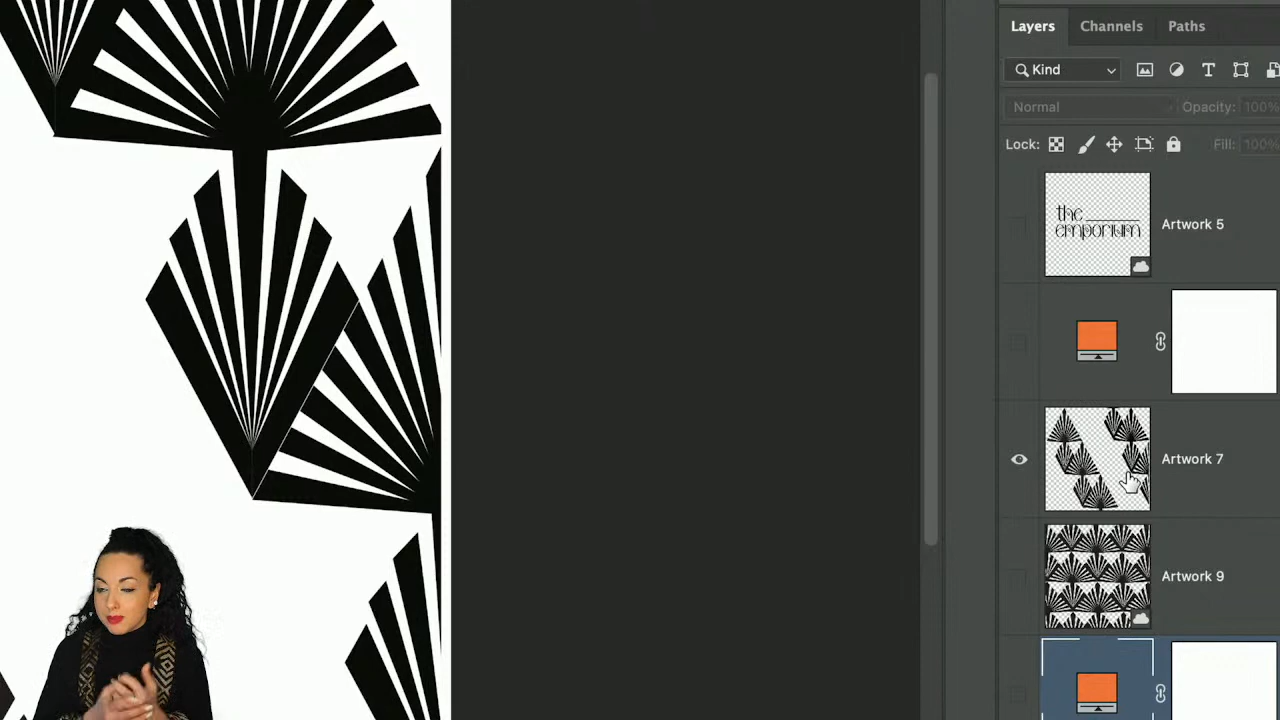 Layers Channels Paths
Kind
Normal Opacity: 100%
Lock: Fill: 100%
the
emporium
Artwork 5
Artwork 7
Artwork 9